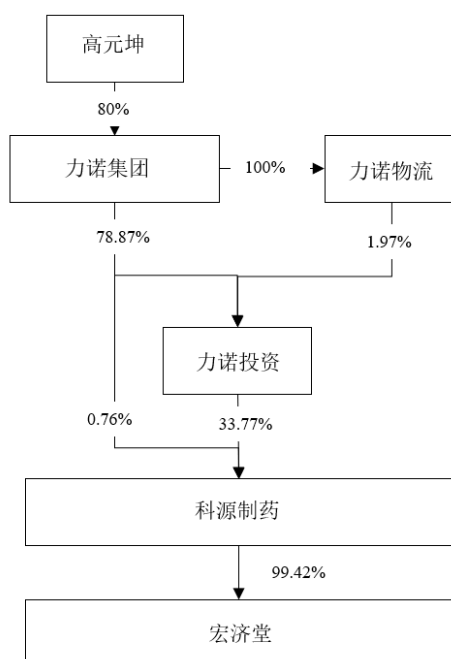 高元坤
80%
力诺集团
100%
力诺物流
78.87%
1.97%
力诺投资
0.76%
33.77%
科源制药
99.42%
宏济堂